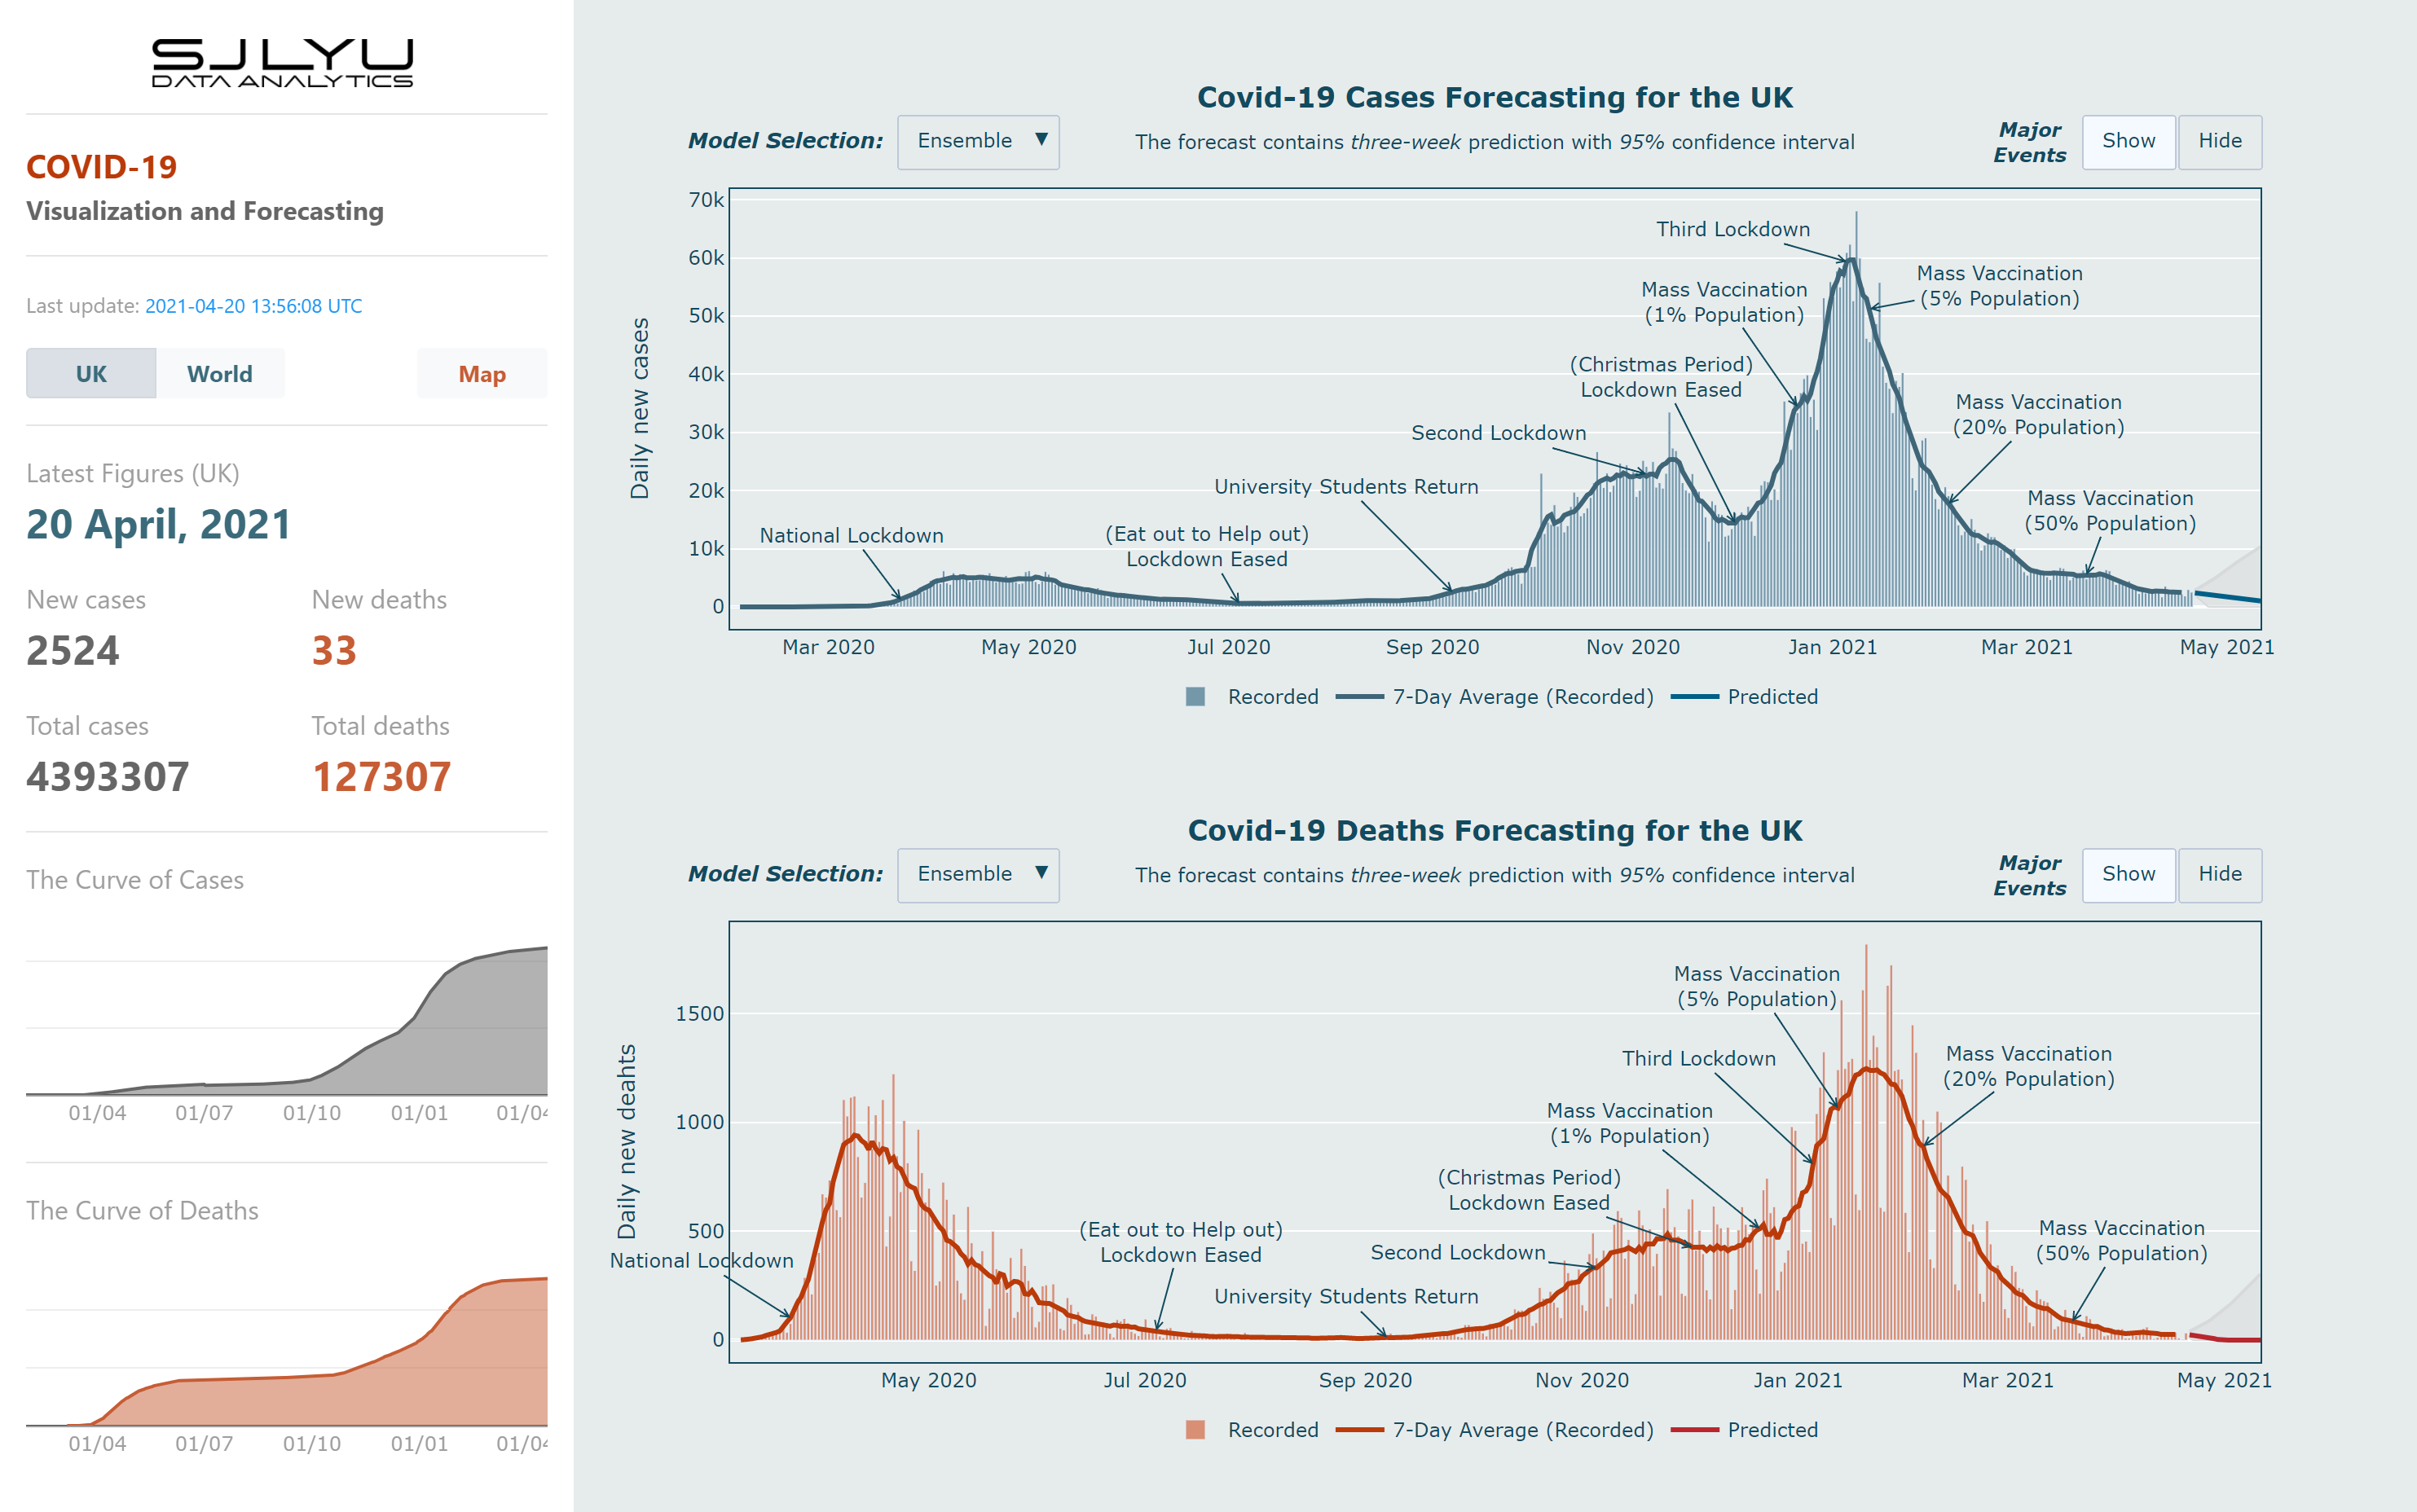 SJLYU
DATA ANALYTICS
COVID-19
Visualization and Forecasting
Last update: 2021-04-20 13:56:08 UTC
UK World Map
Latest Figures (UK)
20 April, 2021
New cases New deaths
2524 33
Total cases Total deaths
4393307 127307
The Curve of Cases
01/04 01/07 01/10 01/01 01/04
The Curve of Deaths
01/04 01/07 01/10 01/01 01/04
Covid-19 Cases Forecasting for the UK
Model Selection: Ensemble ▼
The forecast contains three-week prediction with 95% confidence interval
Major
Events
Show Hide
Daily new cases
70k
60k
50k
40k
30k
20k
10k
0
National Lockdown
(Eat out to Help out)
Lockdown Eased
University Students Return
Second Lockdown
(Christmas Period)
Lockdown Eased
Mass Vaccination
(1% Population)
Third Lockdown
Mass Vaccination
(5% Population)
Mass Vaccination
(20% Population)
Mass Vaccination
(50% Population)
Mar 2020 May 2020 Jul 2020 Sep 2020 Nov 2020 Jan 2021 Mar 2021 May 2021
Recorded 7-Day Average (Recorded) Predicted
Covid-19 Deaths Forecasting for the UK
Model Selection: Ensemble ▼
The forecast contains three-week prediction with 95% confidence interval
Major
Events
Show Hide
Daily new deahts
1500
1000
500
0
National Lockdown
(Eat out to Help out)
Lockdown Eased
University Students Return
Second Lockdown
(Christmas Period)
Lockdown Eased
Mass Vaccination
(1% Population)
Third Lockdown
Mass Vaccination
(5% Population)
Mass Vaccination
(20% Population)
Mass Vaccination
(50% Population)
May 2020 Jul 2020 Sep 2020 Nov 2020 Jan 2021 Mar 2021 May 2021
Recorded 7-Day Average (Recorded) Predicted